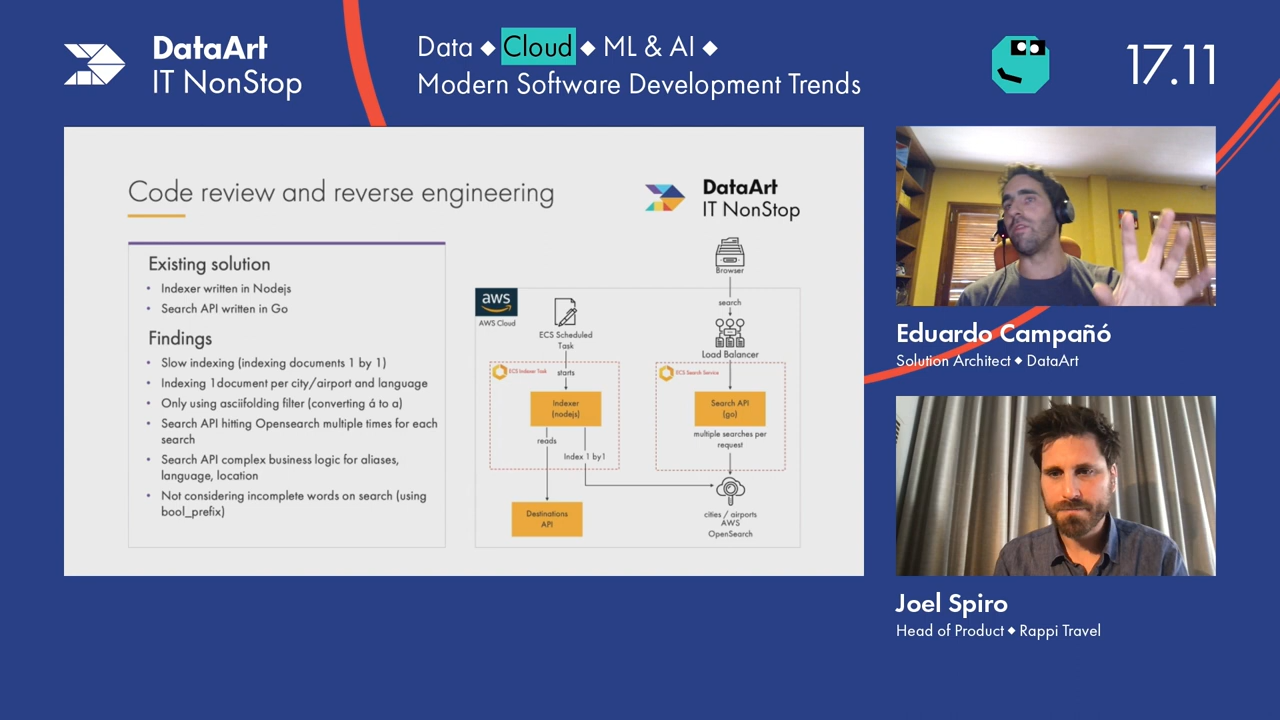 DataArt
IT NonStop
Data ◆ Cloud ◆ ML & AI ◆
Modern Software Development Trends
17.11
Code review and reverse engineering
DataArt
IT NonStop
Existing solution
• Indexer written in Nodejs
• Search API written in Go
Findings
• Slow indexing (indexing documents 1 by 1)
• Indexing 1document per city/airport and language
• Only using asciifolding filter (converting á to a)
• Search API hitting Opensearch multiple times for each
search
• Search API complex business logic for aliases,
language, location
• Not considering incomplete words on search (using
bool_prefix)
Browser
search
aws
AWS Cloud
ECS Scheduled
Task
Load Balancer
ECS Indexer Task
starts
ECS Search Service
Indexer
(nodejs)
Search API
(go)
reads
Index 1 by1
multiple searches per
request
Destinations
API
cities / airports
AWS
OpenSearch
Eduardo Campañó
Solution Architect ◆ DataArt
Joel Spiro
Head of Product ◆ Rappi Travel